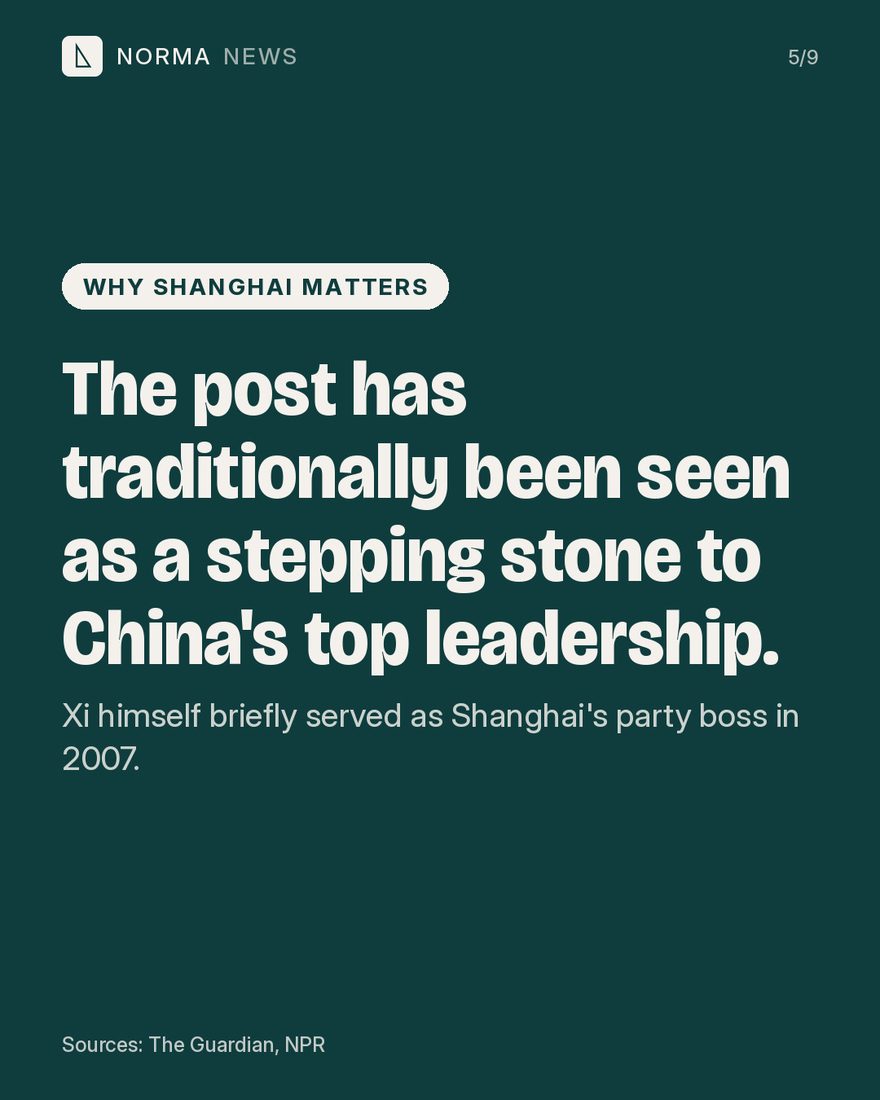 NORMA NEWS
5/9
WHY SHANGHAI MATTERS
The post has
traditionally been seen
as a stepping stone to
China's top leadership.
Xi himself briefly served as Shanghai's party boss in
2007.
Sources: The Guardian, NPR